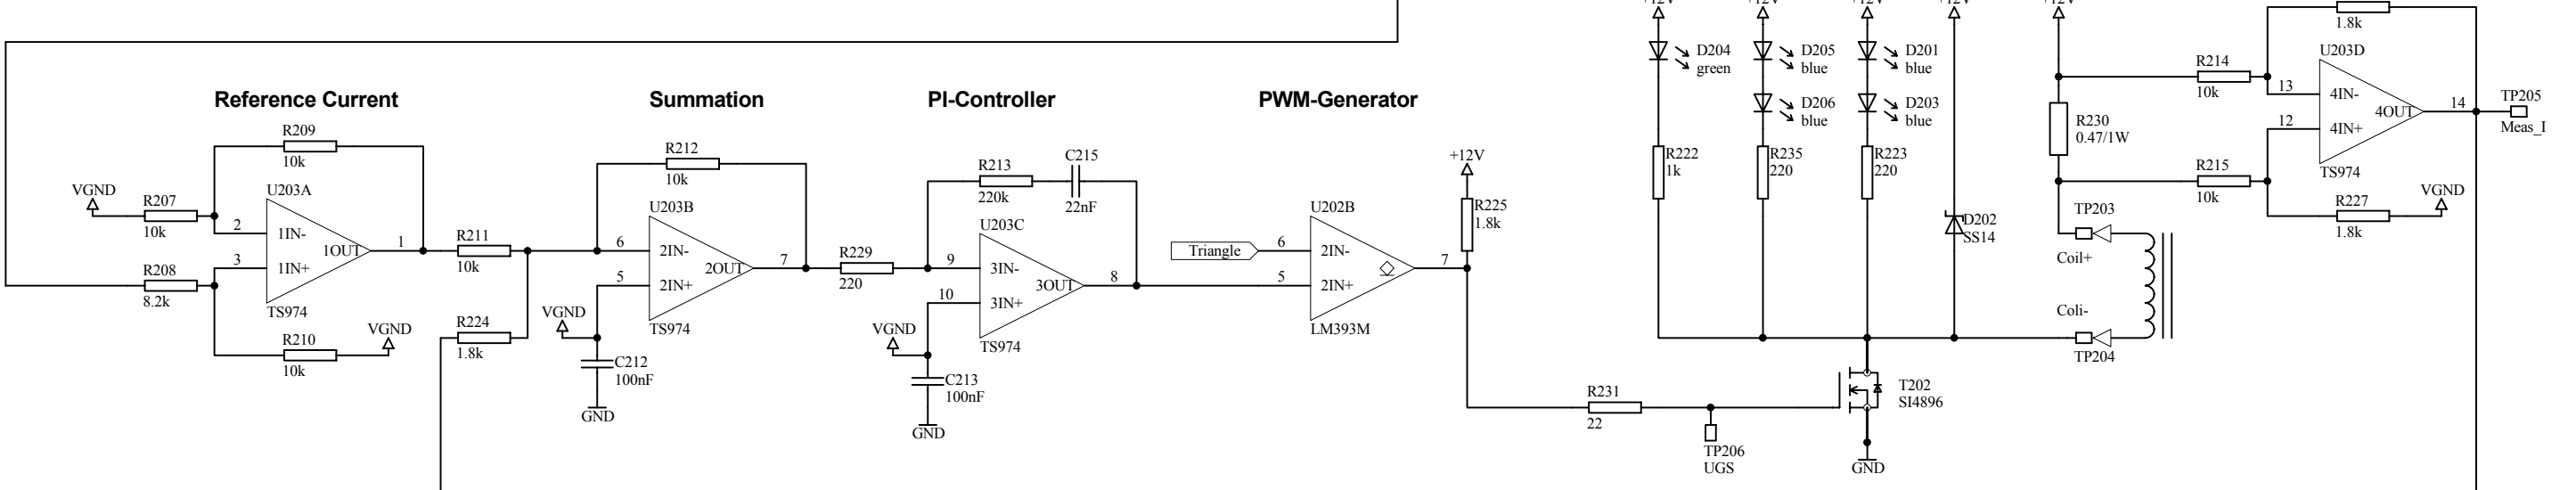 +12V
+12V
+12V
+12V
+12V
1.8k
D204
green
D205
blue
D201
blue
U203D
R214
10k
13
4IN-
14
4OUT
TP205
Meas_I
Reference Current
Summation
PI-Controller
PWM-Generator
D206
blue
D203
blue
R230
0.47/1W
12
4IN+
TS974
R209
10k
R212
10k
R213
220k
C215
22nF
+12V
R222
1k
R235
220
R223
220
R215
10k
VGND
R207
10k
U203A
2
1IN-
1OUT
1
3
1IN+
TS974
R208
8.2k
R210
10k
VGND
R211
10k
R224
1.8k
U203B
6
2IN-
2OUT
7
5
2IN+
TS974
VGND
C212
100nF
GND
R229
220
U203C
9
3IN-
3OUT
8
10
3IN+
TS974
VGND
C213
100nF
GND
Triangle
U202B
6
2IN-
7
5
2IN+
LM393M
R225
1.8k
D202
SS14
TP203
Coil+
Coli-
TP204
R227
1.8k
VGND
R231
22
TP206
UGS
T202
SI4896
GND